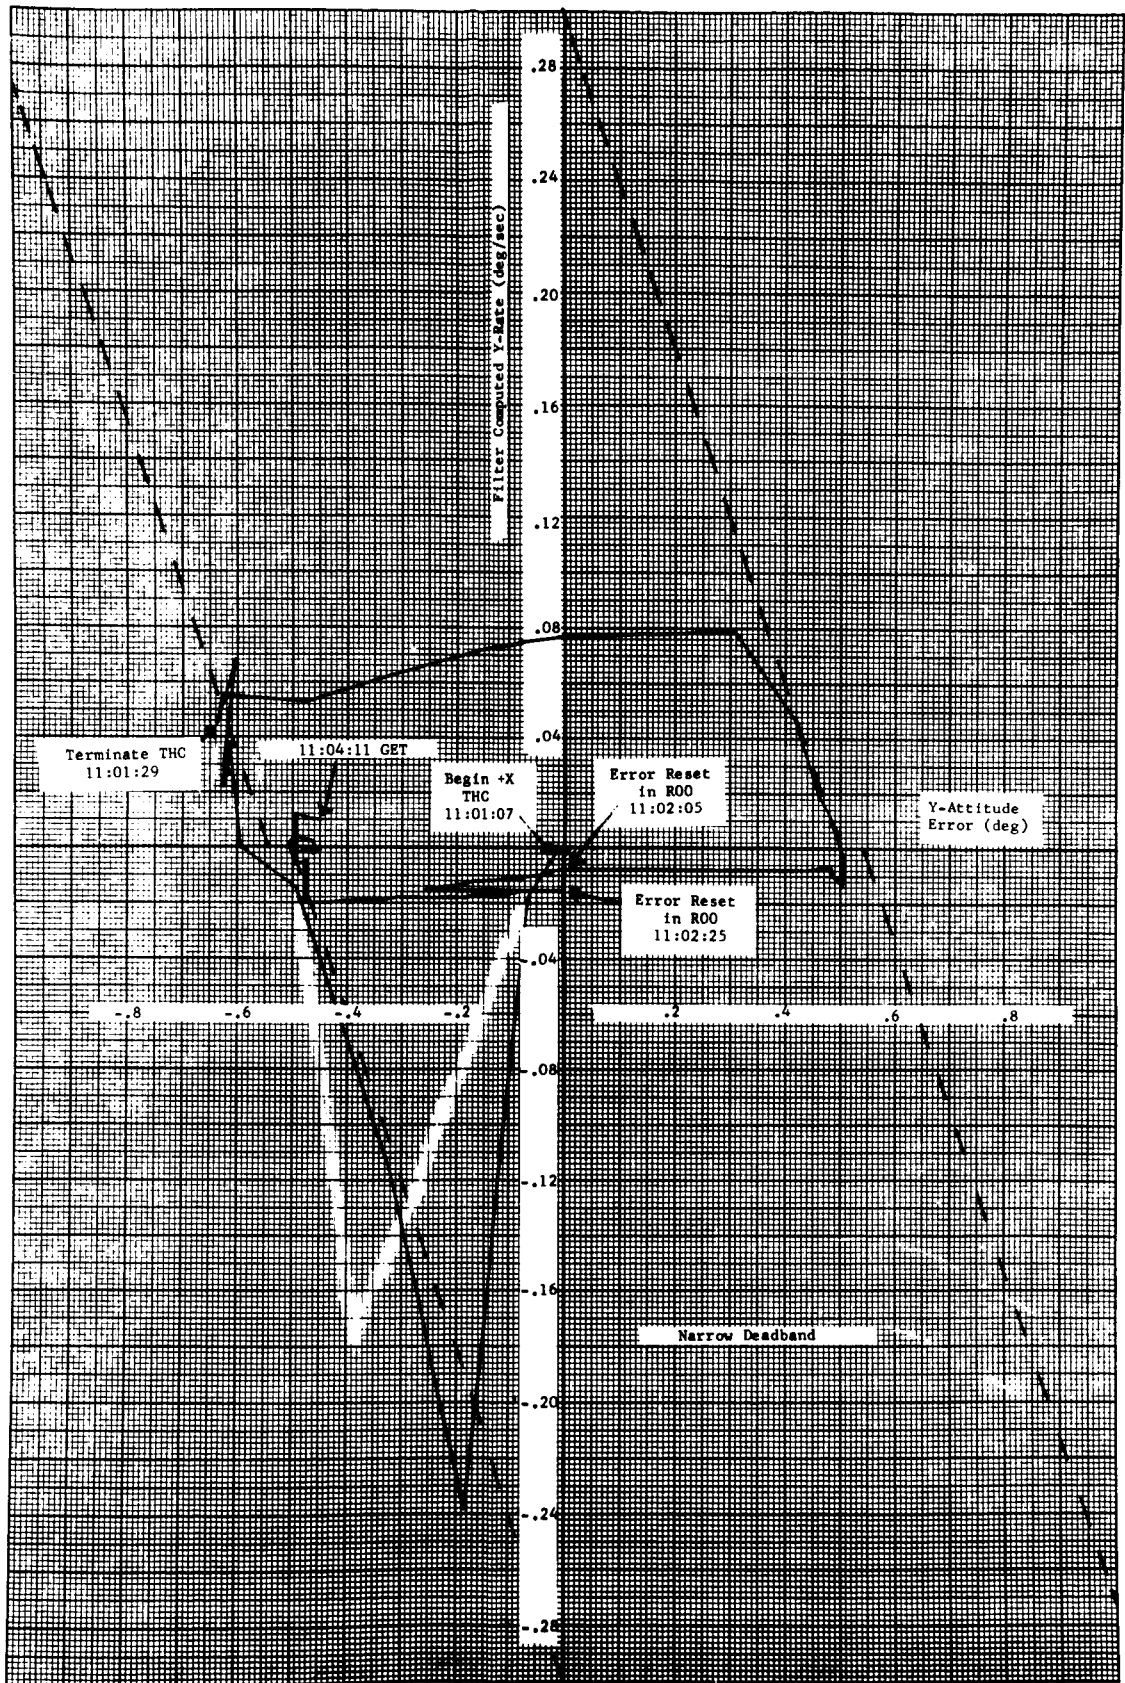 .28
Filter Computed Y-Rate (deg/sec)
.24
.20
.16
.12
.08
.04
Terminate THC
11:01:29
11:04:11 GET
Begin +X
THC
11:01:07
Error Reset
in R00
11:02:05
Y-Attitude
Error (deg)
Error Reset
in R00
11:02:25
-.04
-.8
-.6
-.4
-.2
.2
.4
.6
.8
-.08
-.12
-.16
Narrow Deadband
-.20
-.24
-.28